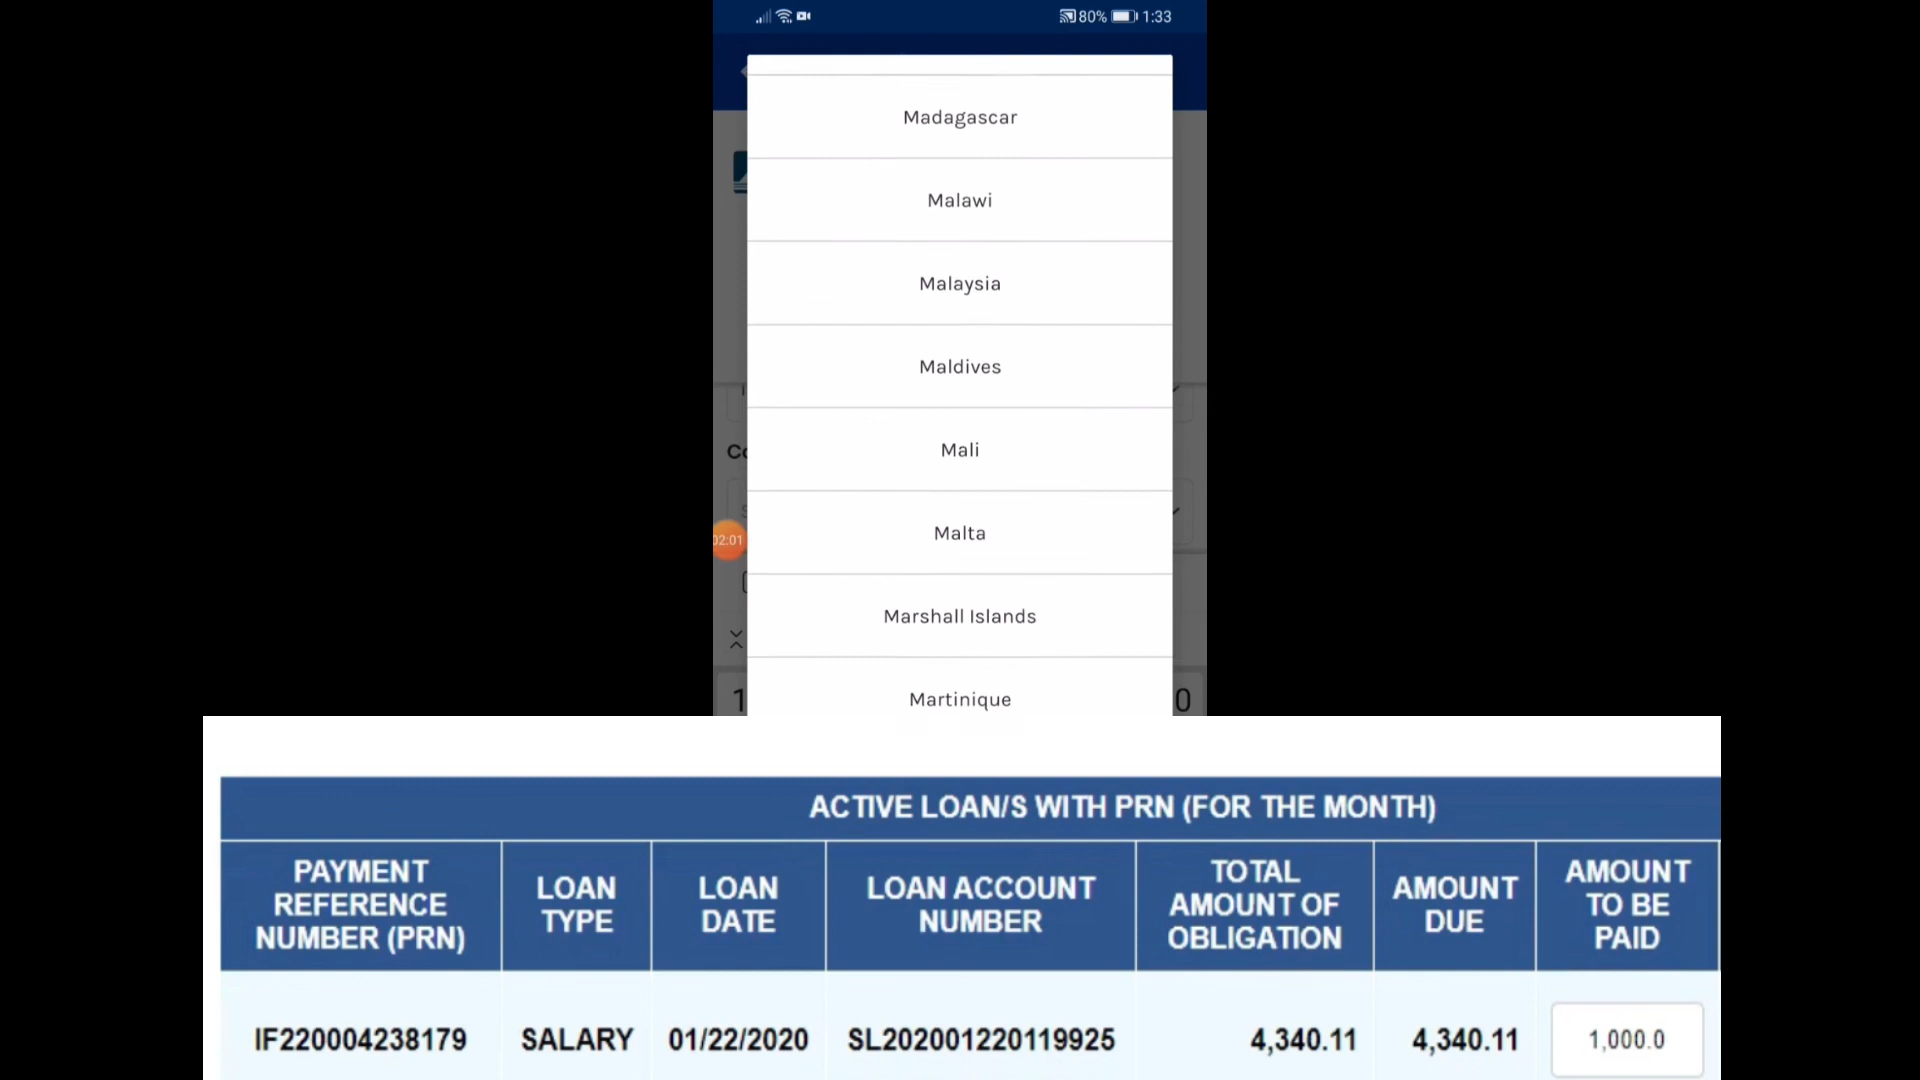 80% 1:33
Madagascar
Malawi
Malaysia
Maldives
Mali
Malta
02:01
Marshall Islands
Martinique
ACTIVE LOAN/S WITH PRN (FOR THE MONTH)
PAYMENT
REFERENCE
NUMBER (PRN)
LOAN
TYPE
LOAN
DATE
LOAN ACCOUNT
NUMBER
TOTAL
AMOUNT OF
OBLIGATION
AMOUNT
DUE
AMOUNT
TO BE
PAID
IF220004238179 SALARY 01/22/2020 SL202001220119925 4,340.11 4,340.11 1,000.0